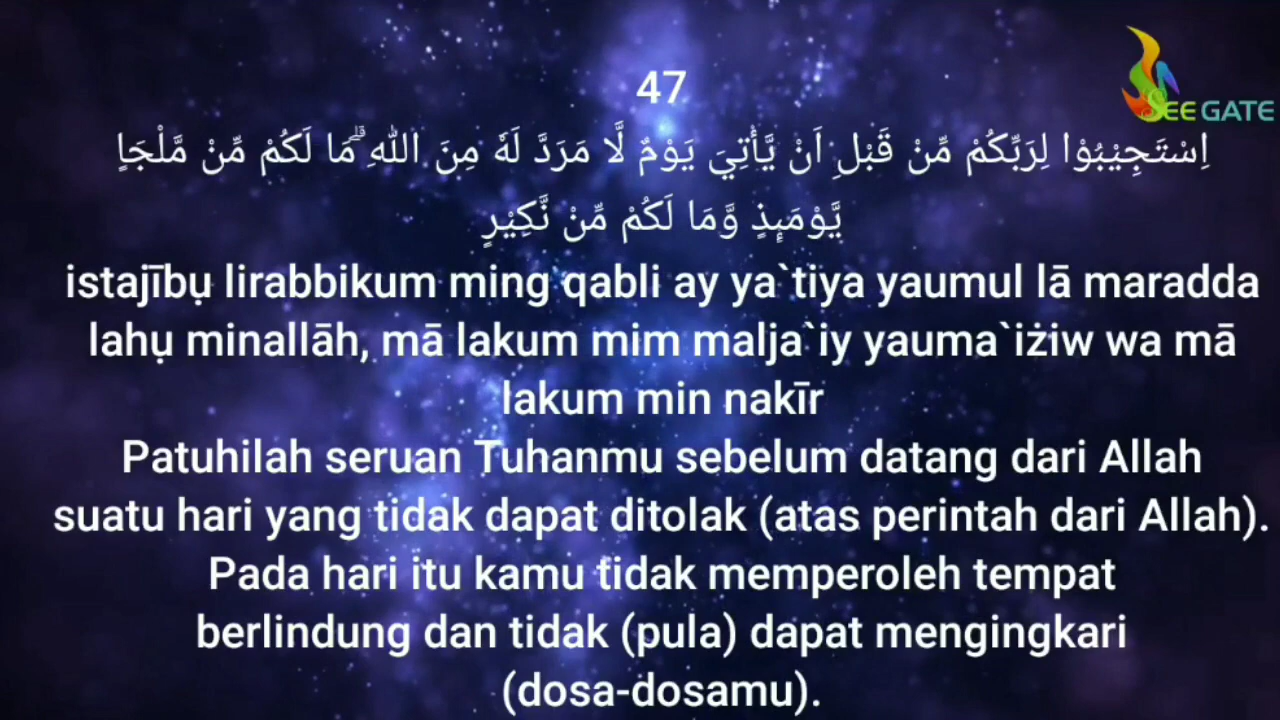 SEE GATE
47
اِسْتَجِيْبُوْا لِرَبِّكُمْ مِّنْ قَبْلِ اَنْ يَّأْتِيَ يَوْمٌ لَّا مَرَدَّ لَهٗ مِنَ اللّٰهِ ۗمَا لَكُمْ مِّنْ مَّلْجَاٍ
يَّوْمَىِٕذٍ وَّمَا لَكُمْ مِّنْ نَّكِيْرٍ
istajībụ lirabbikum ming qabli ay ya`tiya yaumul lā maradda
lahụ minallāh, mā lakum mim malja`iy yauma`iżiw wa mā
lakum min nakīr
Patuhilah seruan Tuhanmu sebelum datang dari Allah
suatu hari yang tidak dapat ditolak (atas perintah dari Allah).
Pada hari itu kamu tidak memperoleh tempat
berlindung dan tidak (pula) dapat mengingkari
(dosa-dosamu).